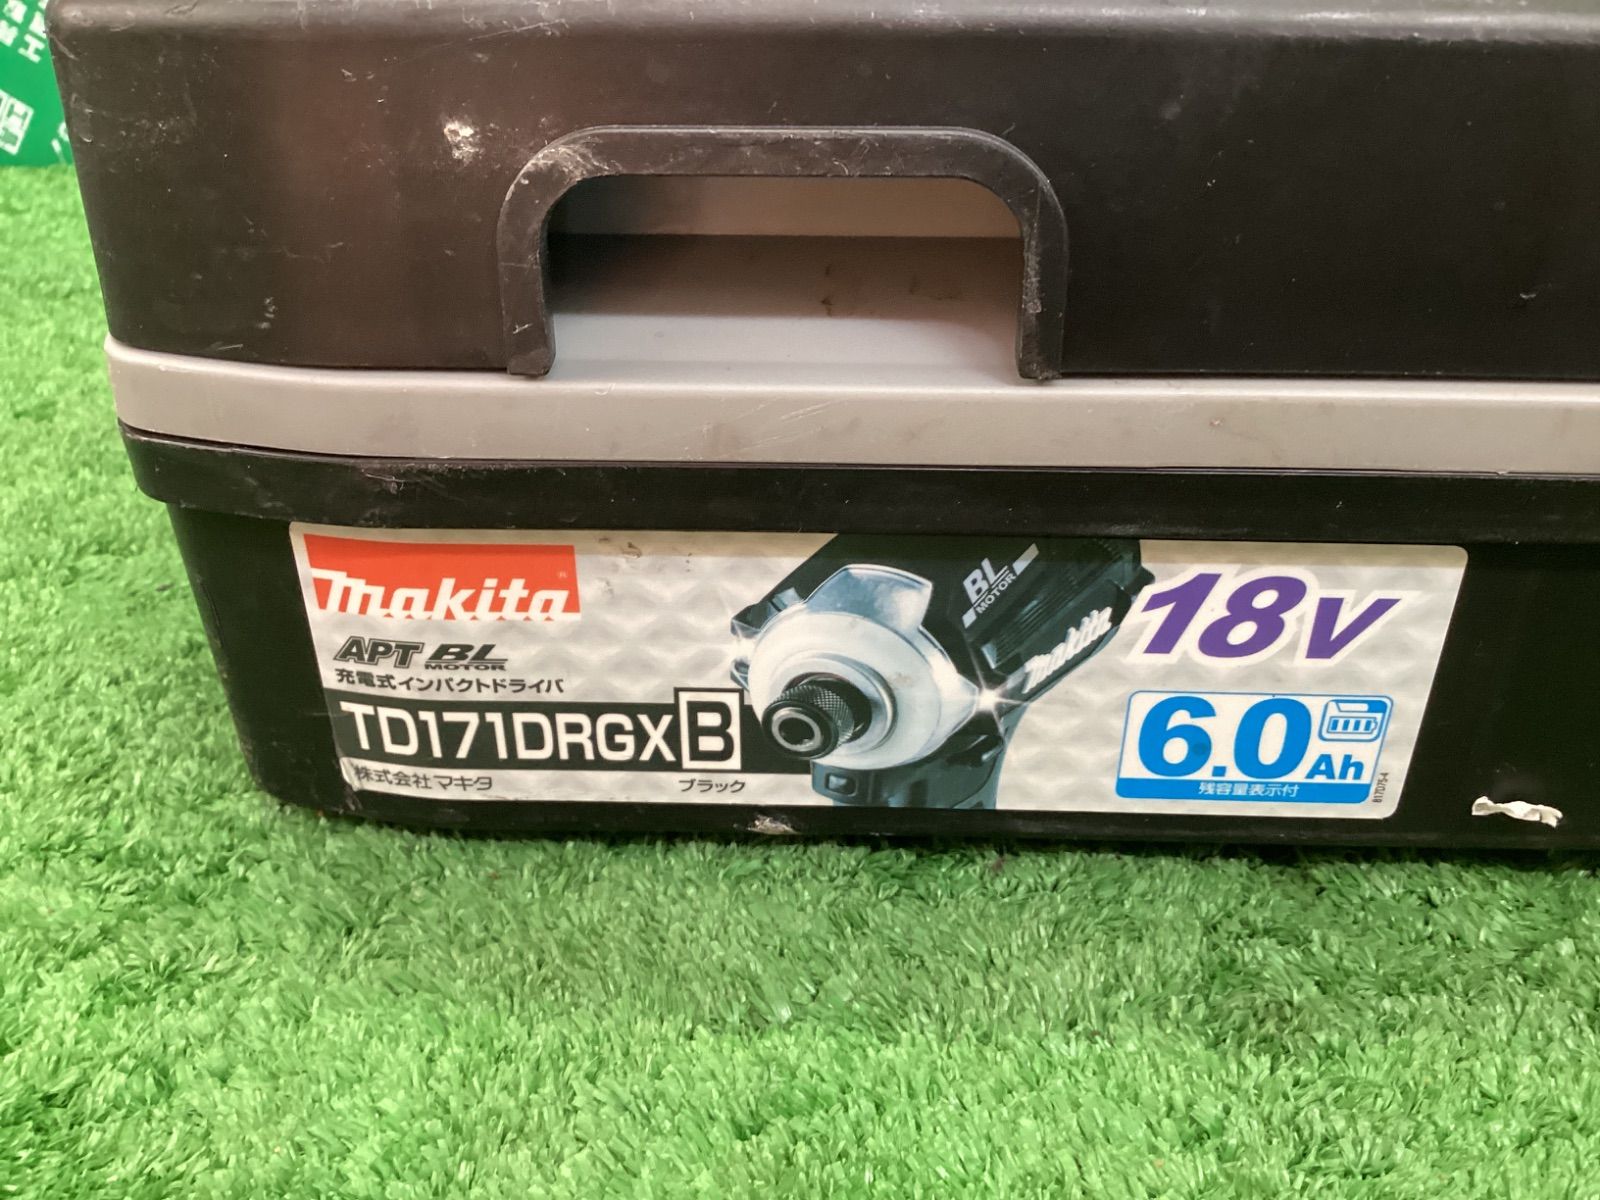 makita
APT BL MOTOR
充電式インパクトドライバ
TD171DRGX B
株式会社マキタ ブラック
BL MOTOR
makita
18V
6.0Ah
残容量表示付